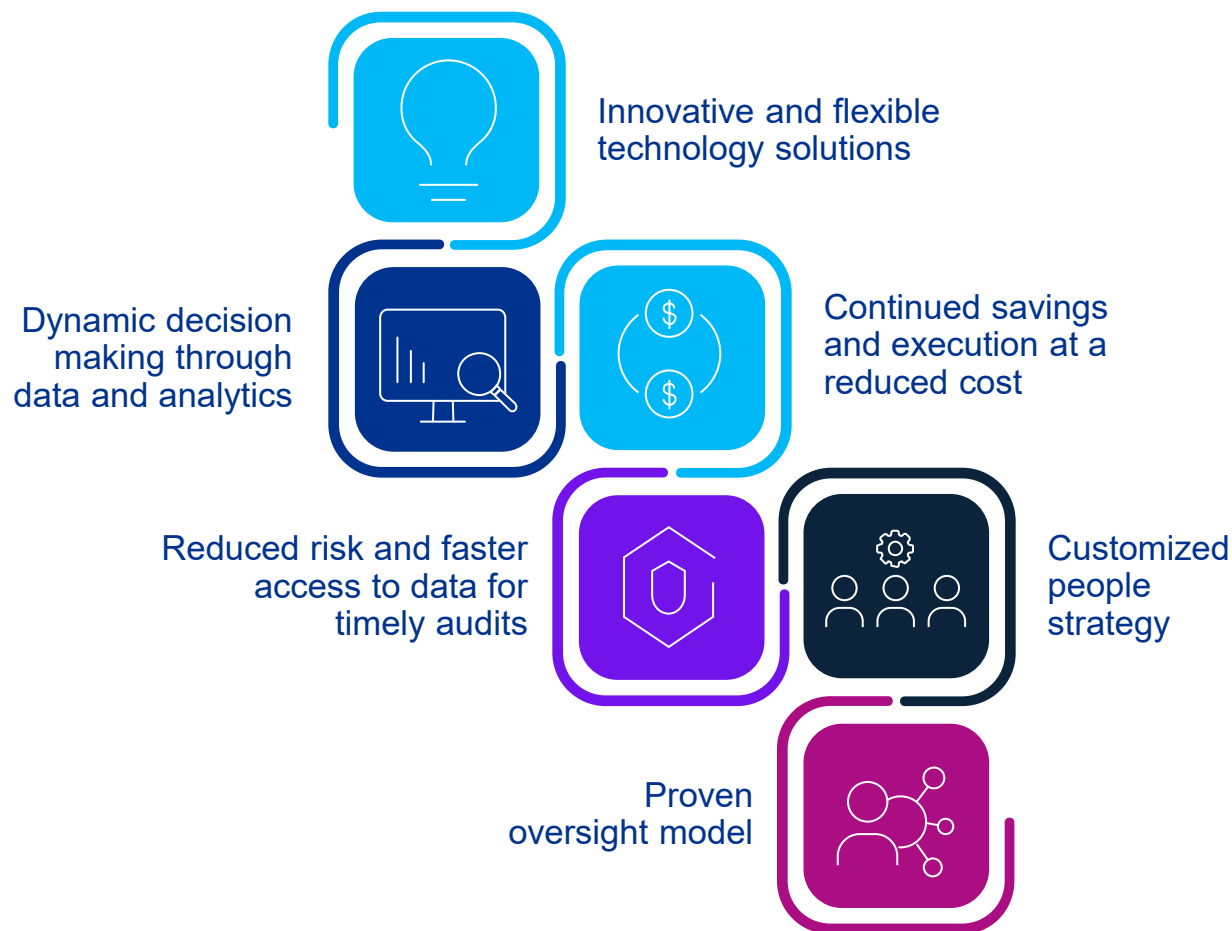 Innovative and flexible
technology solutions
Dynamic decision
making through
data and analytics
Continued savings
and execution at a
reduced cost
Reduced risk and faster
access to data for
timely audits
Customized
people
strategy
Proven
oversight model
$
$